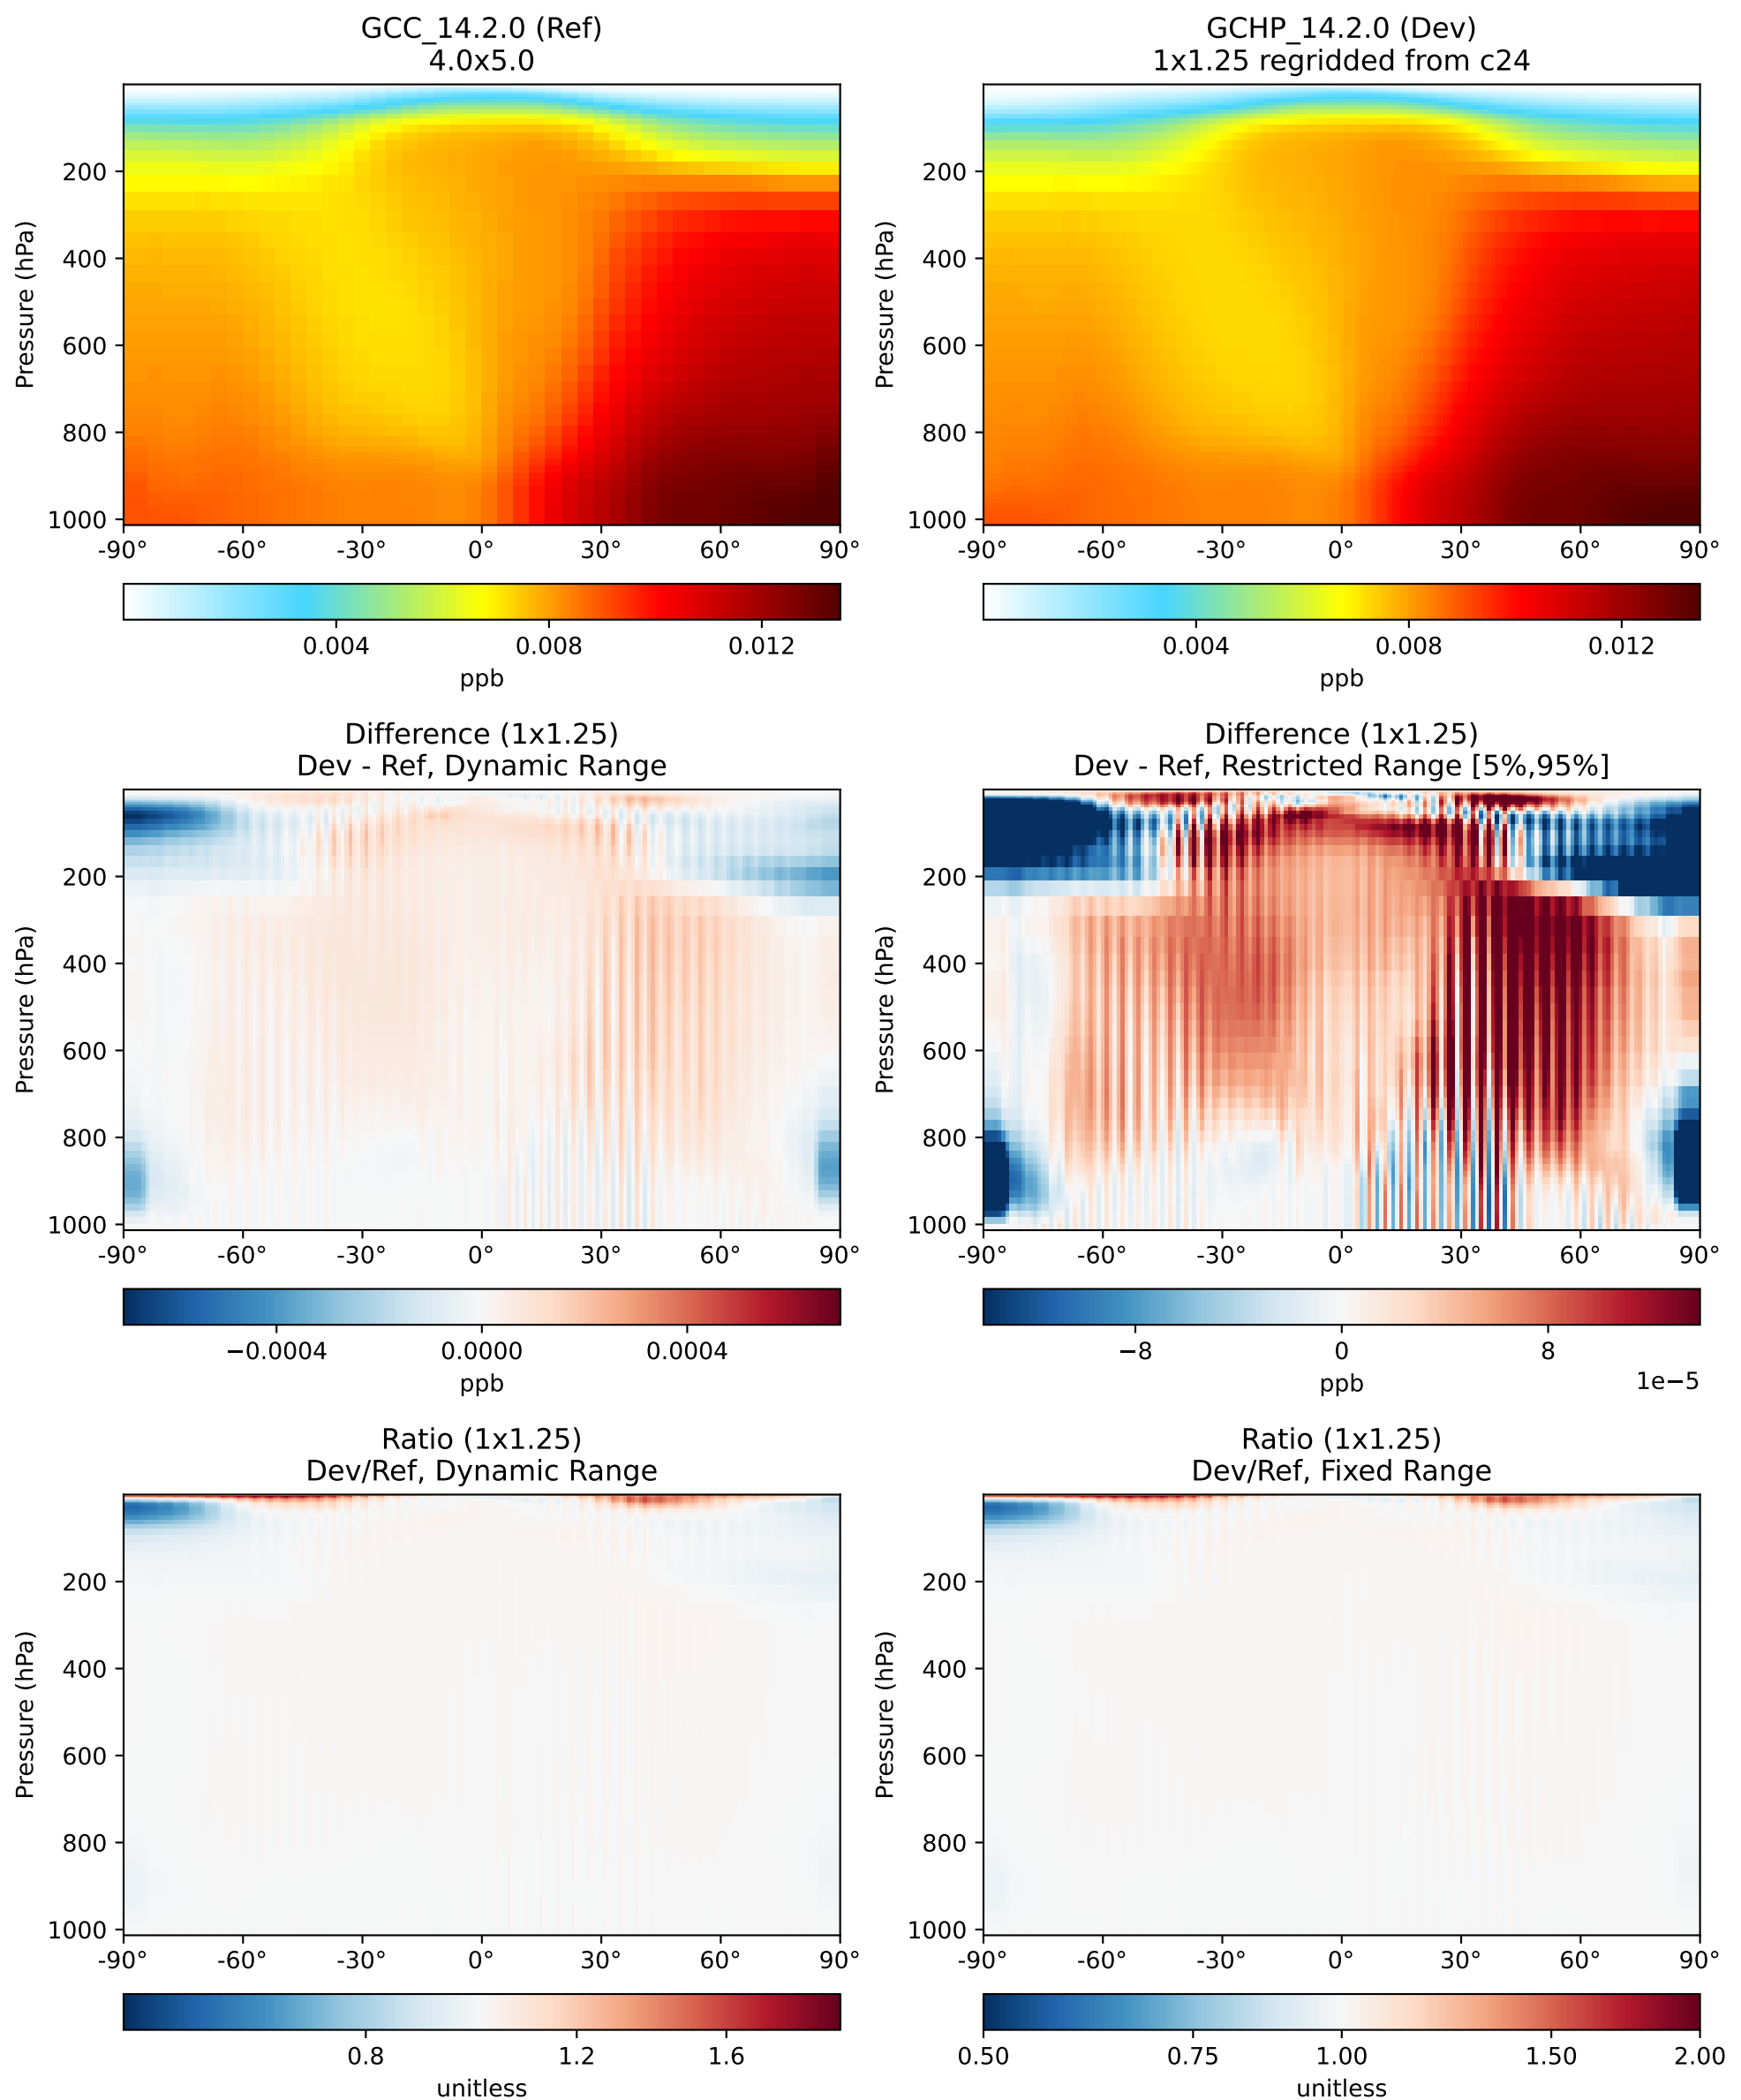 GCC_14.2.0 (Ref)
4.0x5.0
Pressure (hPa)
200
400
600
800
1000
-90° -60° -30° 0° 30° 60° 90°
0.004 0.008 0.012
ppb
GCHP_14.2.0 (Dev)
1x1.25 regridded from c24
Pressure (hPa)
200
400
600
800
1000
-90° -60° -30° 0° 30° 60° 90°
0.004 0.008 0.012
ppb
Difference (1x1.25)
Dev - Ref, Dynamic Range
Pressure (hPa)
200
400
600
800
1000
-90° -60° -30° 0° 30° 60° 90°
−0.0004 0.0000 0.0004
ppb
Difference (1x1.25)
Dev - Ref, Restricted Range [5%,95%]
Pressure (hPa)
200
400
600
800
1000
-90° -60° -30° 0° 30° 60° 90°
−8 0 8
ppb
1e−5
Ratio (1x1.25)
Dev/Ref, Dynamic Range
Pressure (hPa)
200
400
600
800
1000
-90° -60° -30° 0° 30° 60° 90°
0.8 1.2 1.6
unitless
Ratio (1x1.25)
Dev/Ref, Fixed Range
Pressure (hPa)
200
400
600
800
1000
-90° -60° -30° 0° 30° 60° 90°
0.50 0.75 1.00 1.50 2.00
unitless